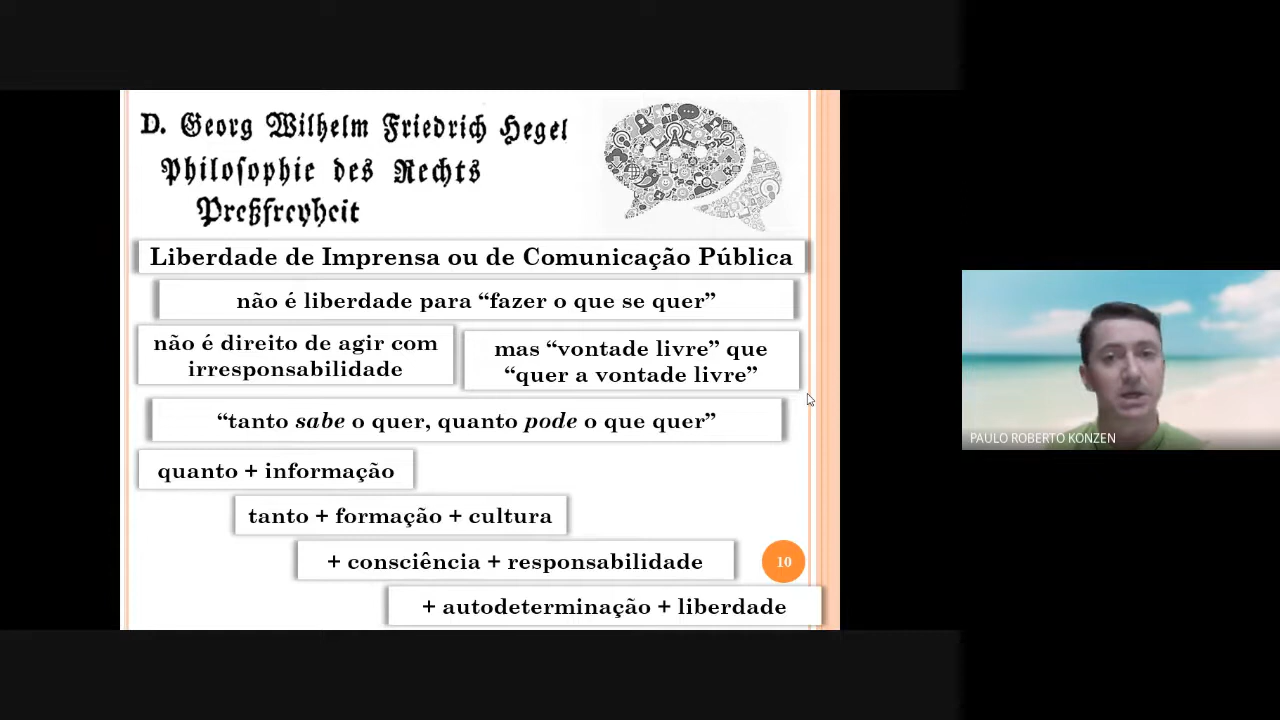 D. Georg Wilhelm Friedrich Hegel
Philosophie des Rechts
Preßfreyheit
Liberdade de Imprensa ou de Comunicação Pública
não é liberdade para “fazer o que se quer”
não é direito de agir com
irresponsabilidade
mas “vontade livre” que
“quer a vontade livre”
“tanto sabe o quer, quanto pode o que quer”
quanto + informação
tanto + formação + cultura
+ consciência + responsabilidade
10
+ autodeterminação + liberdade
PAULO ROBERTO KONZEN